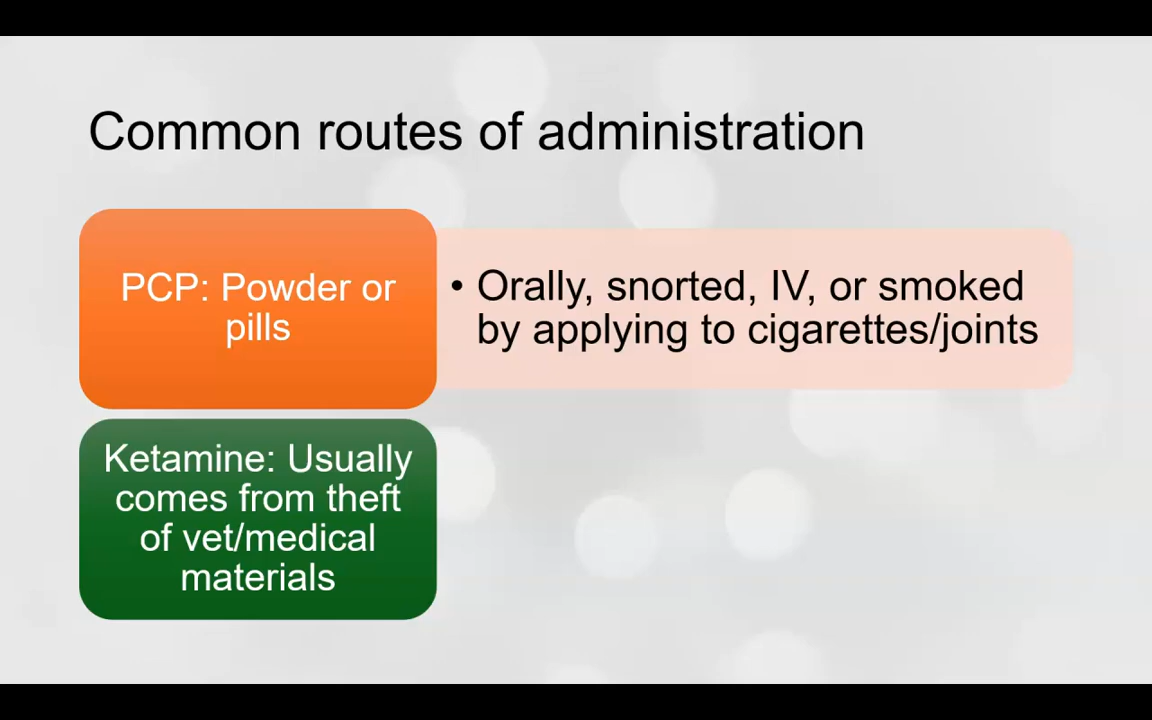 Common routes of administration
PCP: Powder or
pills
• Orally, snorted, IV, or smoked
by applying to cigarettes/joints
Ketamine: Usually
comes from theft
of vet/medical
materials